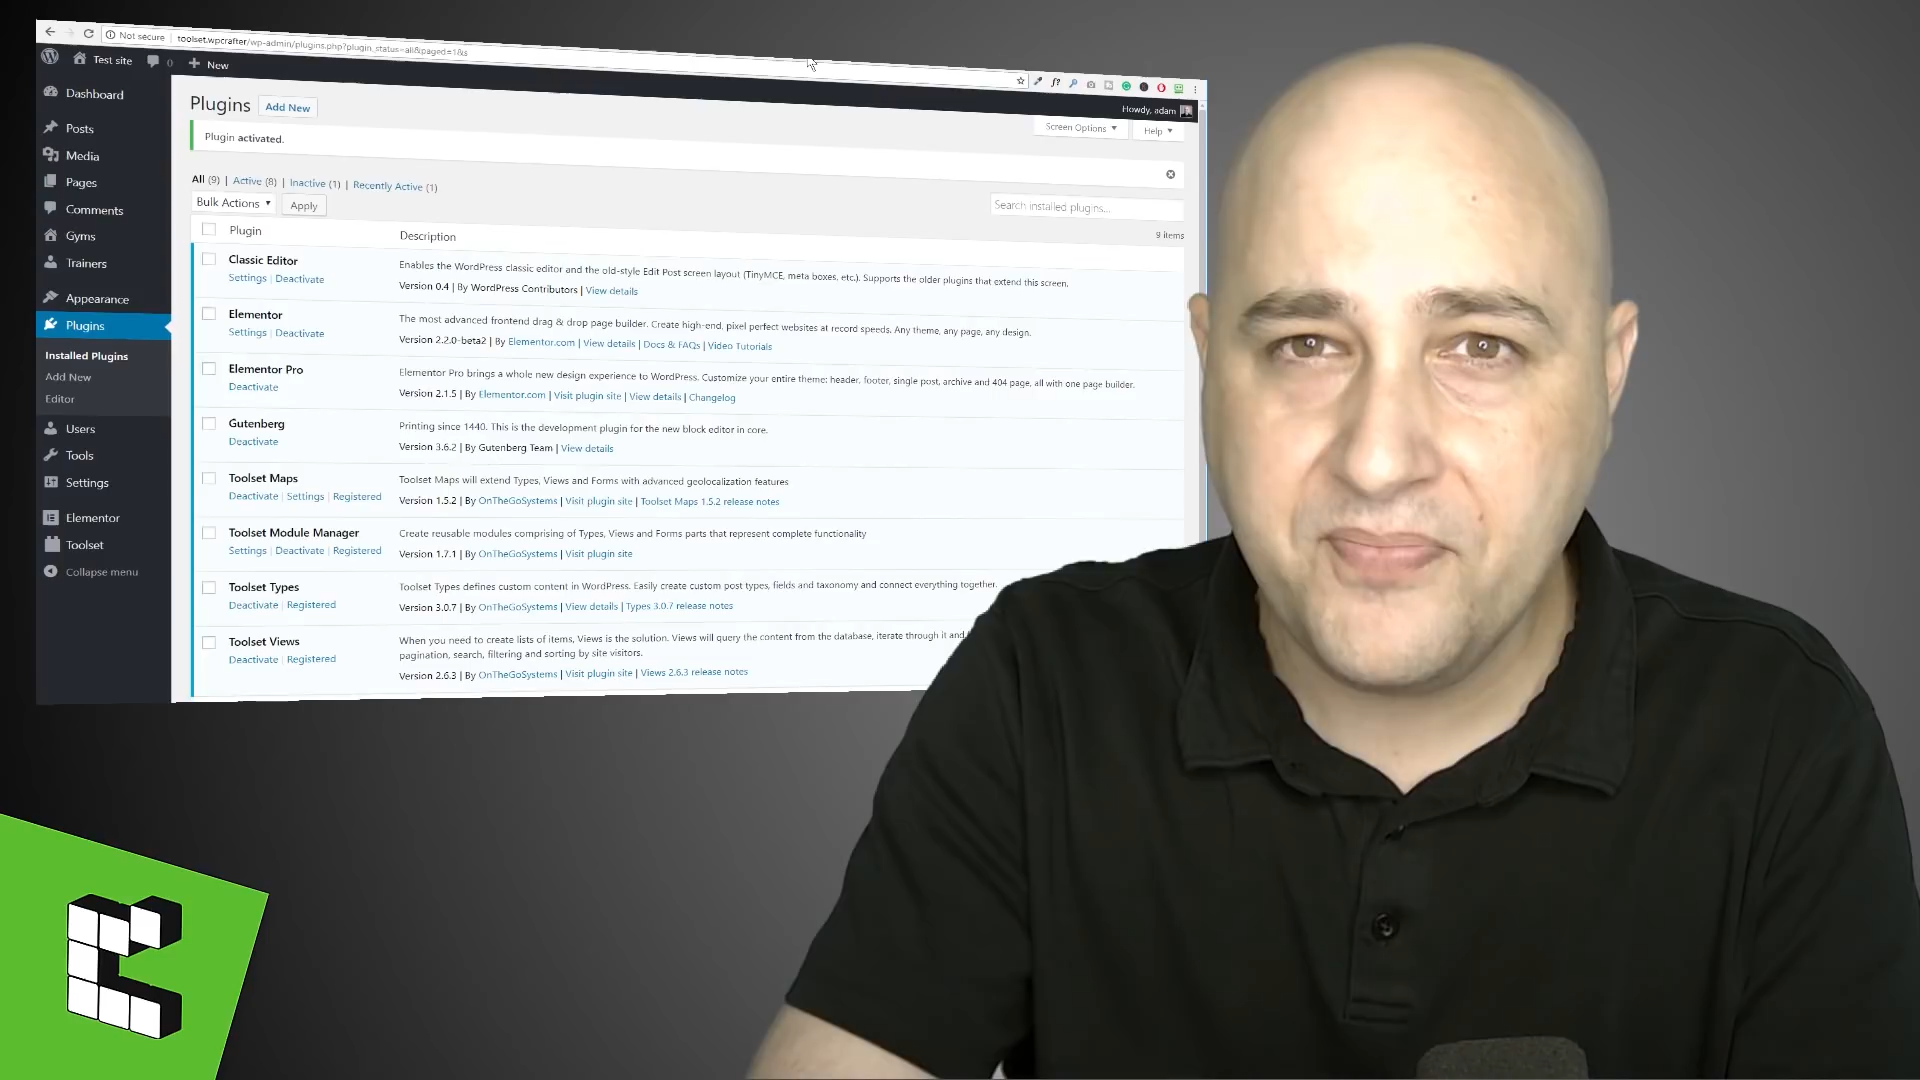 Not secure | toolset.wpcrafter/wp-admin/plugins.php?plugin_status=all&paged=1&s
Test site 0 + New
Howdy, adam
Dashboard
Posts
Media
Pages
Comments
Gyms
Trainers
Appearance
Plugins
Installed Plugins
Add New
Editor
Users
Tools
Settings
Elementor
Toolset
Collapse menu
Plugins Add New
Screen Options Help
Plugin activated.
All (9) | Active (8) | Inactive (1) | Recently Active (1)
Bulk Actions Apply
Search installed plugins...
9 items
Plugin Description
Classic Editor
Settings | Deactivate
Enables the WordPress classic editor and the old-style Edit Post screen layout (TinyMCE, meta boxes, etc.). Supports the older plugins that extend this screen.
Version 0.4 | By WordPress Contributors | View details
Elementor
Settings | Deactivate
The most advanced frontend drag & drop page builder. Create high-end, pixel perfect websites at record speeds. Any theme, any page, any design.
Version 2.2.0-beta2 | By Elementor.com | View details | Docs & FAQs | Video Tutorials
Elementor Pro
Deactivate
Elementor Pro brings a whole new design experience to WordPress. Customize your entire theme: header, footer, single post, archive and 404 page, all with one page builder.
Version 2.1.5 | By Elementor.com | Visit plugin site | View details | Changelog
Gutenberg
Deactivate
Printing since 1440. This is the development plugin for the new block editor in core.
Version 3.6.2 | By Gutenberg Team | View details
Toolset Maps
Deactivate | Settings | Registered
Toolset Maps will extend Types, Views and Forms with advanced geolocalization features
Version 1.5.2 | By OnTheGoSystems | Visit plugin site | Toolset Maps 1.5.2 release notes
Toolset Module Manager
Settings | Deactivate | Registered
Create reusable modules comprising of Types, Views and Forms parts that represent complete functionality
Version 1.7.1 | By OnTheGoSystems | Visit plugin site
Toolset Types
Deactivate | Registered
Toolset Types defines custom content in WordPress. Easily create custom post types, fields and taxonomy and connect everything together.
Version 3.0.7 | By OnTheGoSystems | View details | Types 3.0.7 release notes
Toolset Views
Deactivate | Registered
When you need to create lists of items, Views is the solution. Views will query the content from the database, iterate through it and
pagination, search, filtering and sorting by site visitors.
Version 2.6.3 | By OnTheGoSystems | Visit plugin site | Views 2.6.3 release notes